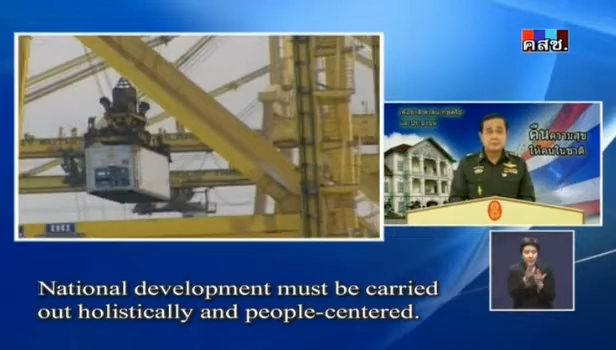 คสช.
คืนความสุข
ให้คนในชาติ
National development must be carried
out holistically and people-centered.